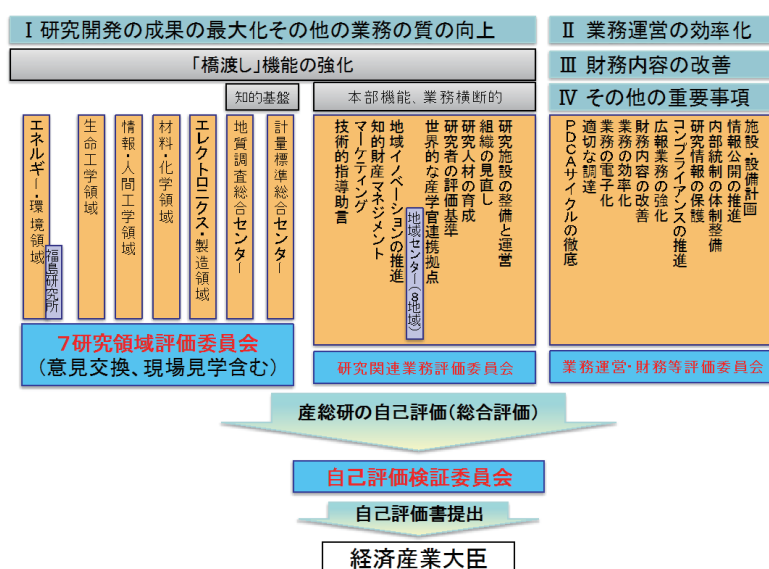 Ⅰ 研究開発の成果の最大化その他の業務の質の向上
「橋渡し」機能の強化
知的基盤
本部機能、業務横断的
Ⅱ 業務運営の効率化
Ⅲ 財務内容の改善
Ⅳ その他の重要事項
エネルギー・環境領域
福島研究所
生命工学領域
情報・人間工学領域
材料・化学領域
エレクトロニクス・製造領域
地質調査総合センター
計量標準総合センター
研究施設の整備と運営
組織の見直し
研究人材の育成
研究者の評価基準
世界的な産学官連携拠点
地域センター(8地域)
地域イノベーションの推進
知的財産マネジメント
マーケティング
技術的指導助言
施設・設備計画
情報公開の推進
内部統制の体制整備
研究情報の保護
コンプライアンスの推進
広報業務の強化
財務内容の改善
業務の効率化
業務の電子化
適切な調達
PDCAサイクルの徹底
7研究領域評価委員会
(意見交換、現場見学含む)
研究関連業務評価委員会
業務運営・財務等評価委員会
産総研の自己評価(総合評価)
自己評価検証委員会
自己評価書提出
経済産業大臣